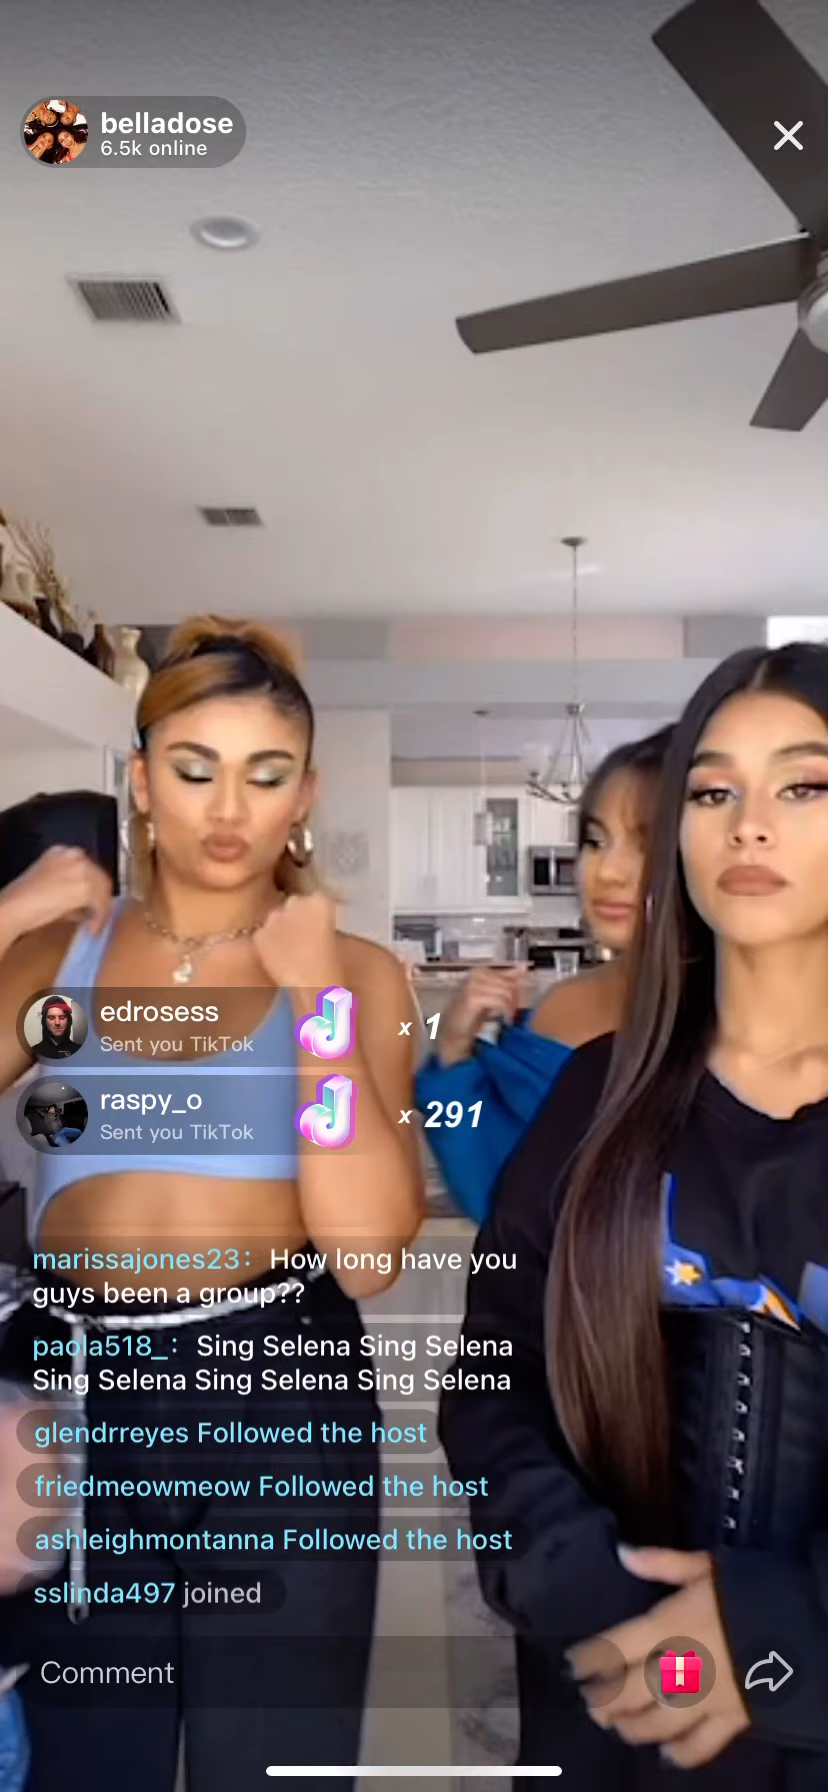 belladose
6.5k online
edrosess
Sent you TikTok
x 1
raspy_o
Sent you TikTok
x 291
marissajones23: How long have you
guys been a group??
paola518_: Sing Selena Sing Selena
Sing Selena Sing Selena Sing Selena
glendrreyes Followed the host
friedmeowmeow Followed the host
ashleighmontanna Followed the host
sslinda497 joined
Comment